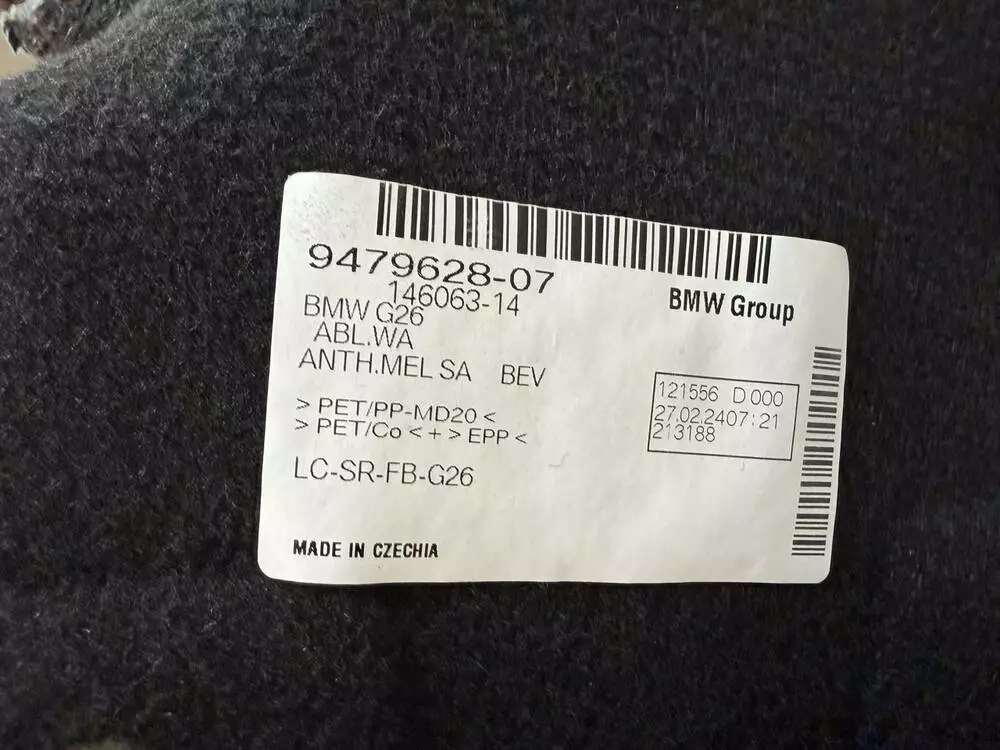 9479628-07
146063-14
BMW Group
BMW G26
ABL.WA
ANTH.MEL SA BEV
> PET/PP-MD20 <
> PET/Co < + > EPP <
121556 D 000
27.02.2407:21
213188
LC-SR-FB-G26
MADE IN CZECHIA